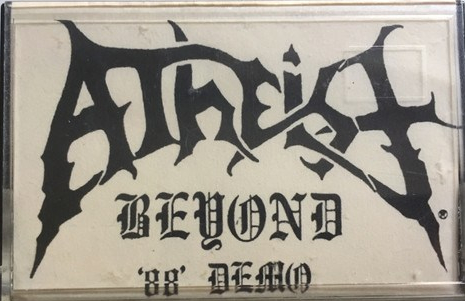 Atheist
BEYOND
'88' DEMO